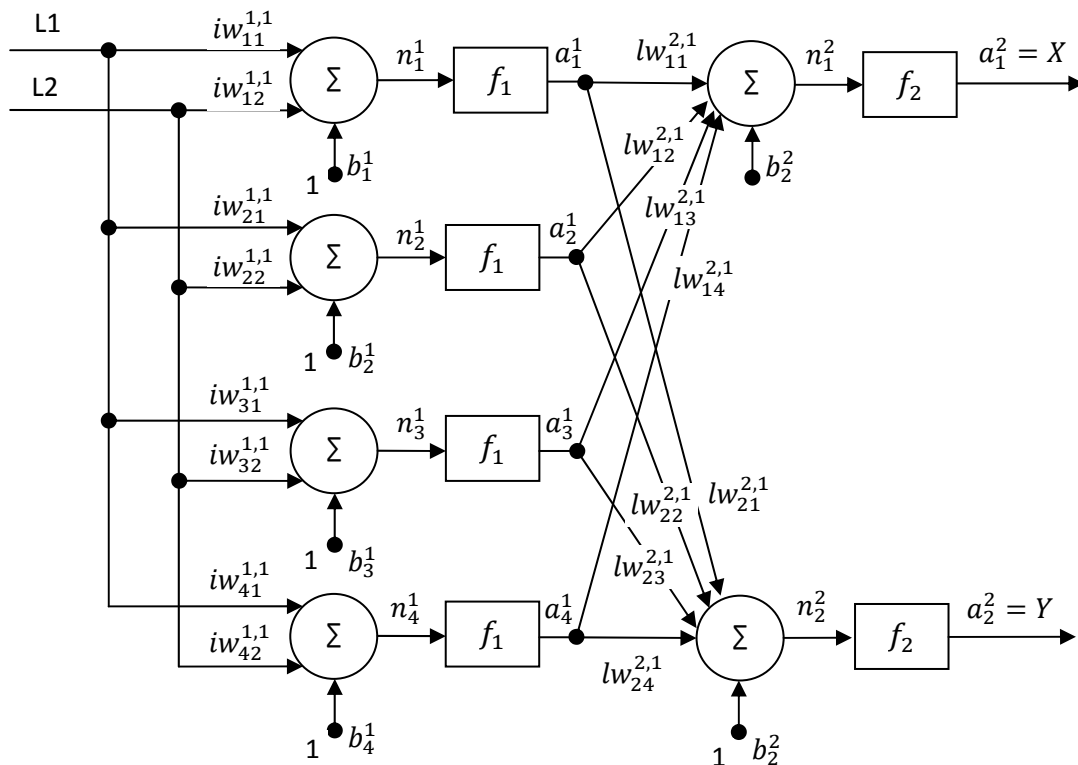 L1
L2
iw₁₁^{1,1}
iw₁₂^{1,1}
Σ
1
b₁^1
n₁^1
f₁
a₁^1
lw₁₁^{2,1}
lw₁₂^{2,1}
lw₁₃^{2,1}
lw₁₄^{2,1}
Σ
b₂^2
n₁^2
f₂
a₁^2 = X
iw₂₁^{1,1}
iw₂₂^{1,1}
Σ
1
b₂^1
n₂^1
f₁
a₂^1
iw₃₁^{1,1}
iw₃₂^{1,1}
Σ
1
b₃^1
n₃^1
f₁
a₃^1
lw₂₁^{2,1}
lw₂₂^{2,1}
lw₂₃^{2,1}
iw₄₁^{1,1}
iw₄₂^{1,1}
Σ
1
b₄^1
n₄^1
f₁
a₄^1
lw₂₄^{2,1}
Σ
1
b₂^2
n₂^2
f₂
a₂^2 = Y